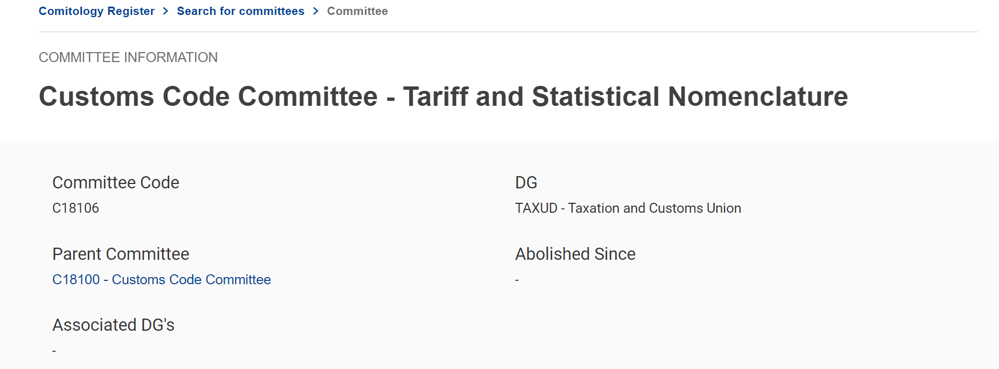 Comitology Register > Search for committees > Committee
COMMITTEE INFORMATION
Customs Code Committee - Tariff and Statistical Nomenclature
Committee Code
C18106
DG
TAXUD - Taxation and Customs Union
Parent Committee
C18100 - Customs Code Committee
Abolished Since
-
Associated DG's
-